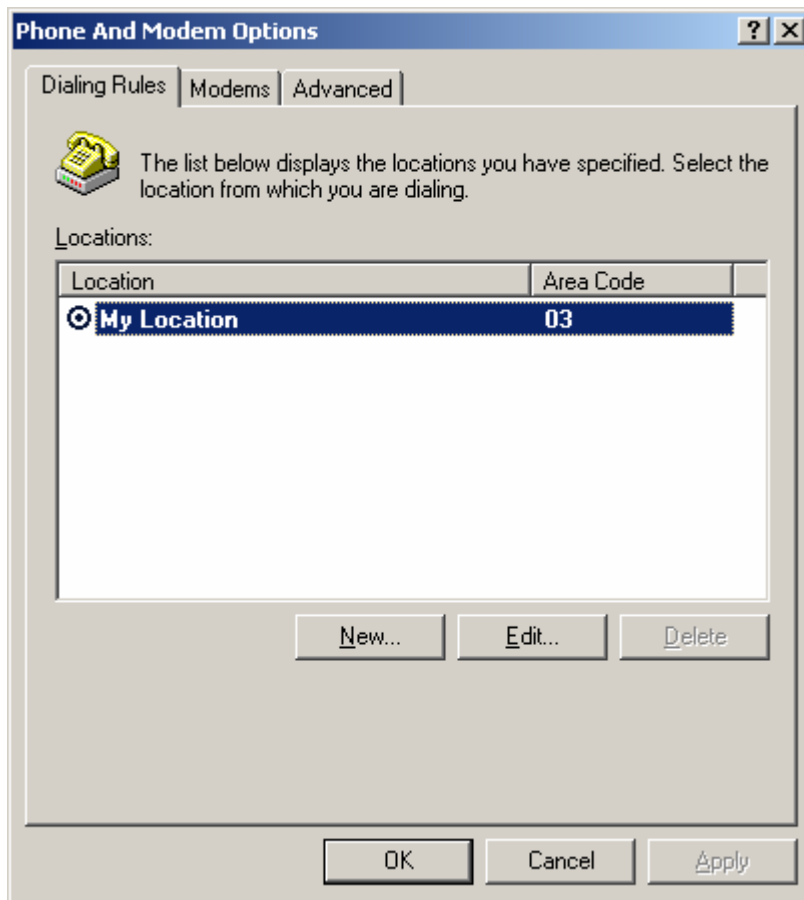 Phone And Modem Options
Dialing Rules Modems Advanced
The list below displays the locations you have specified. Select the
location from which you are dialing.
Locations:
Location Area Code
My Location 03
New... Edit... Delete
OK Cancel Apply